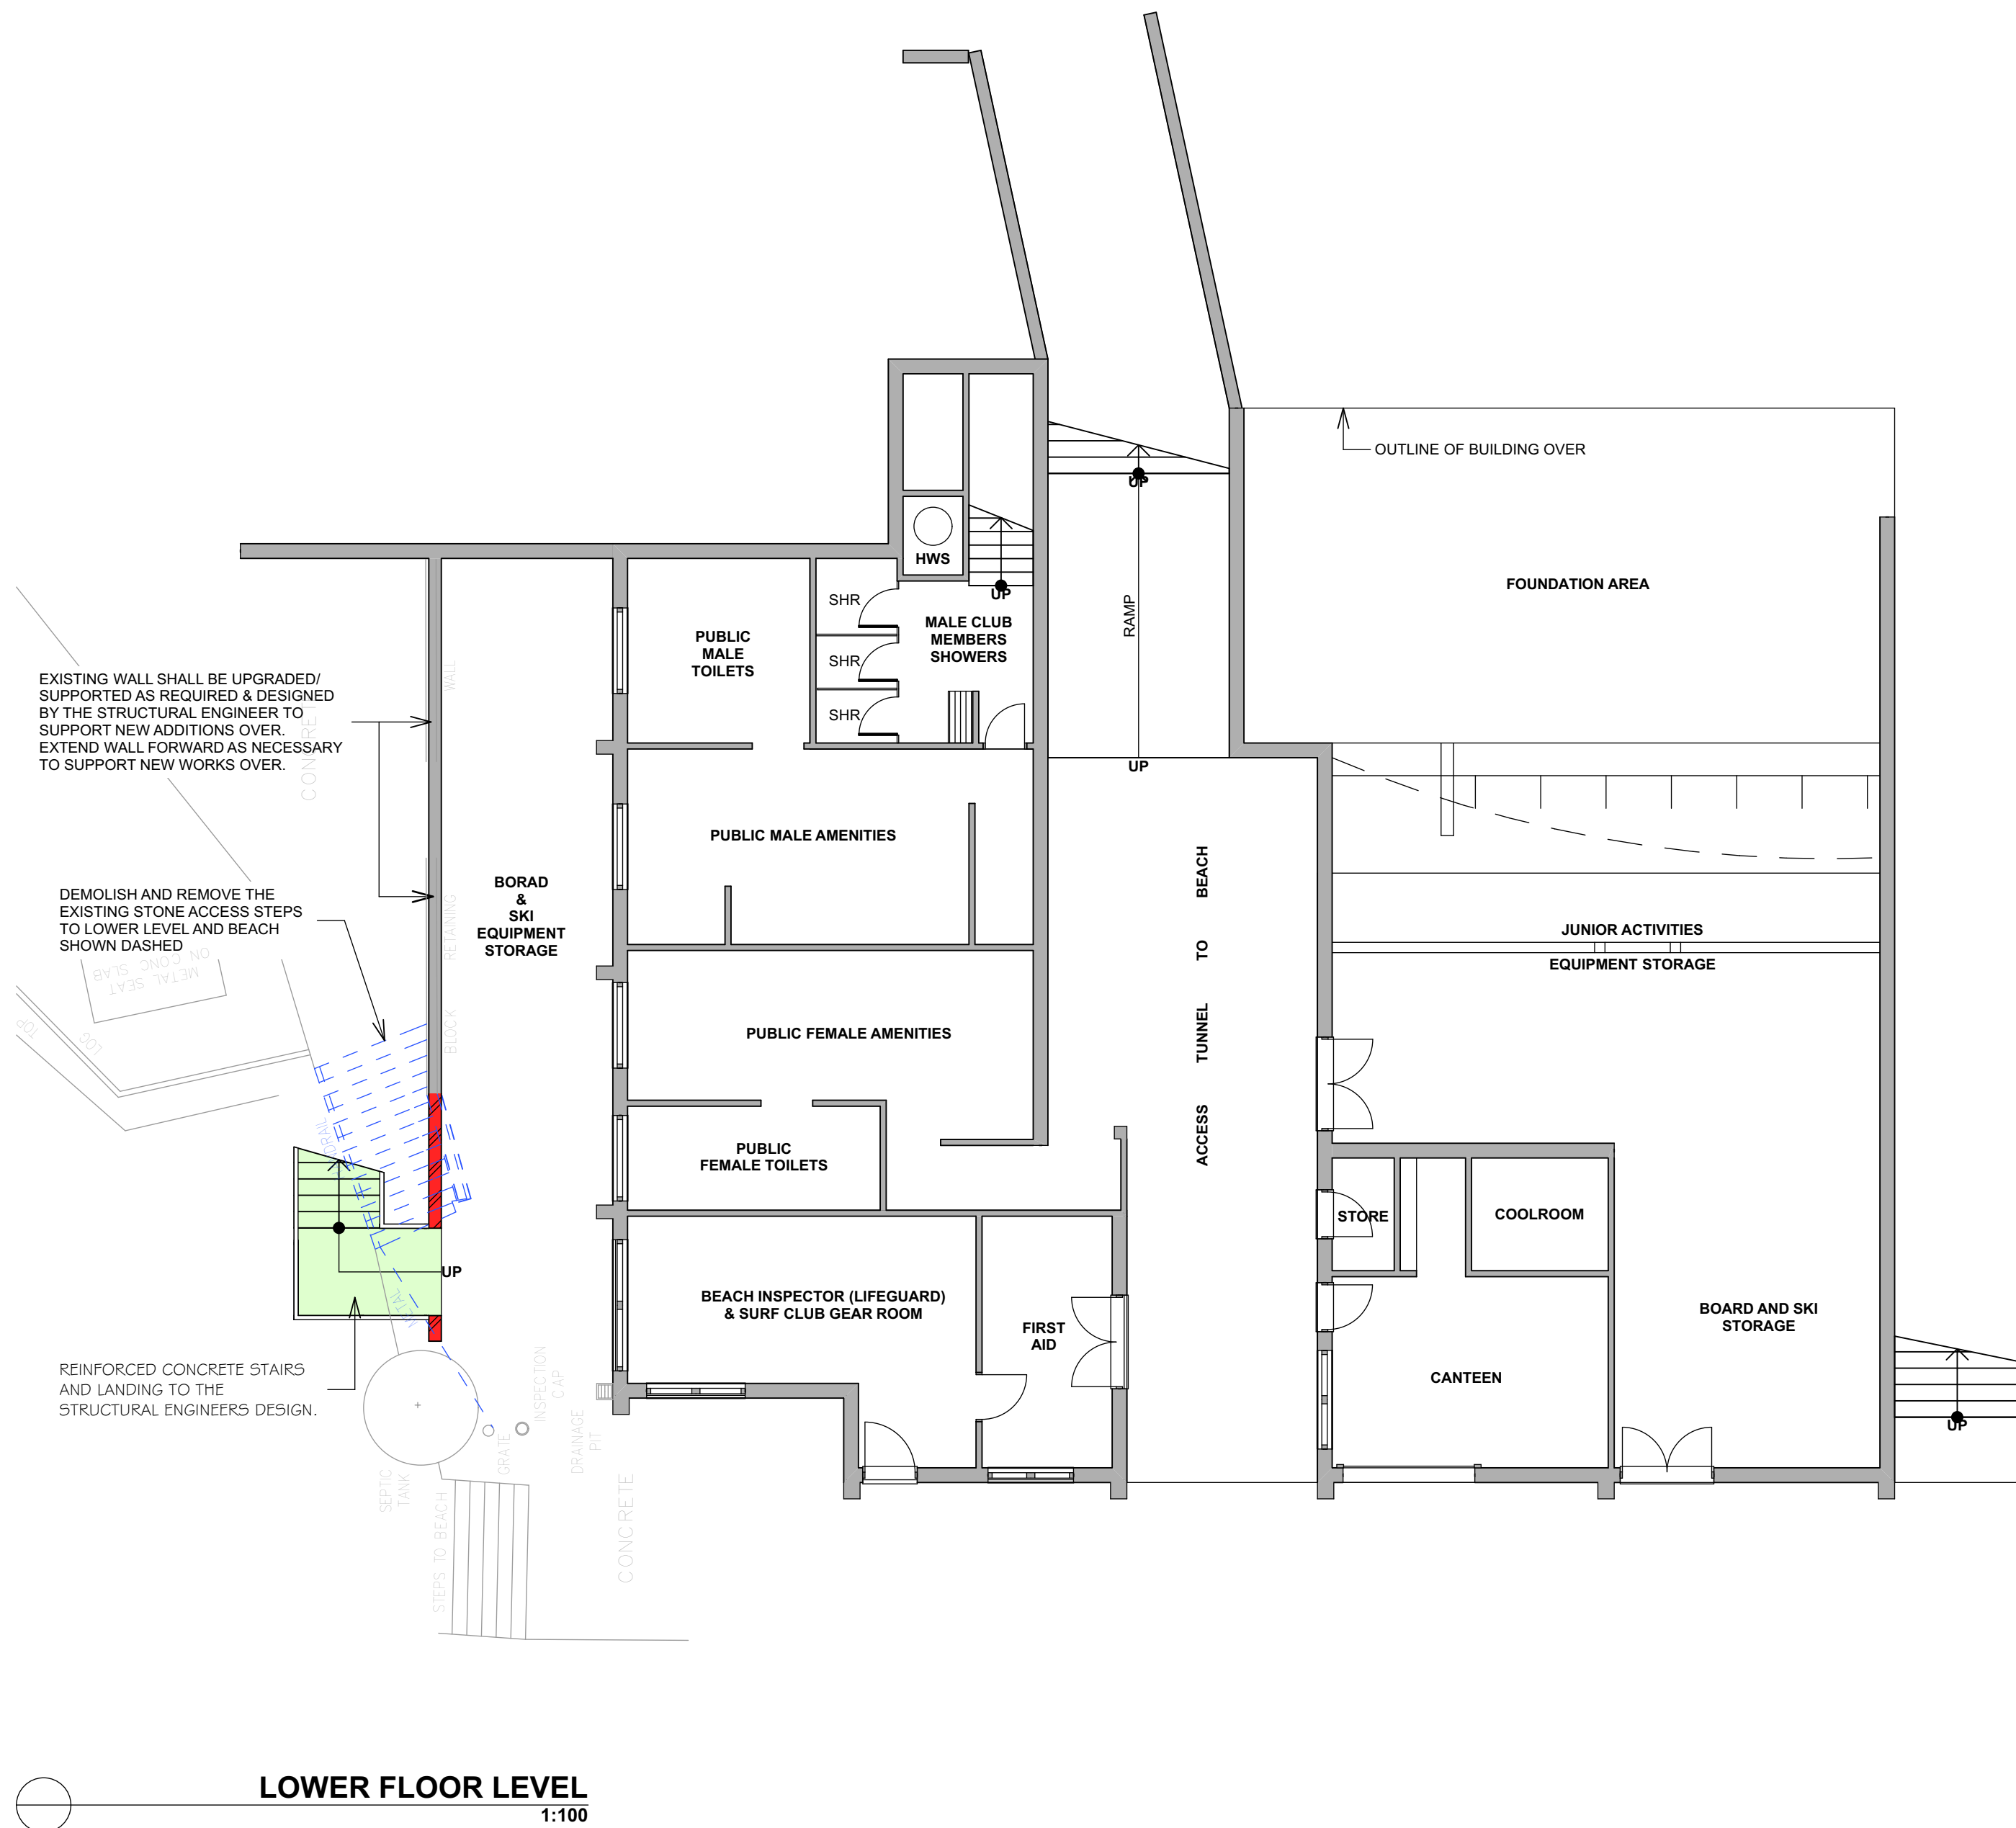 OUTLINE OF BUILDING OVER
UP
HWS
FOUNDATION AREA
UP
SHR
SHR
SHR
MALE CLUB
MEMBERS
SHOWERS
RAMP
PUBLIC
MALE
TOILETS
EXISTING WALL SHALL BE UPGRADED/
SUPPORTED AS REQUIRED & DESIGNED
BY THE STRUCTURAL ENGINEER TO
SUPPORT NEW ADDITIONS OVER.
EXTEND WALL FORWARD AS NECESSARY
TO SUPPORT NEW WORKS OVER.
CONCRETE
WALL
RETAINING
BLOCK
UP
PUBLIC MALE AMENITIES
BORAD
&
SKI
EQUIPMENT
STORAGE
DEMOLISH AND REMOVE THE
EXISTING STONE ACCESS STEPS
TO LOWER LEVEL AND BEACH
SHOWN DASHED
METAL SEAT
ON CONC SLAB
TOP
LOC
JUNIOR ACTIVITIES
EQUIPMENT STORAGE
PUBLIC FEMALE AMENITIES
ACCESS TUNNEL TO BEACH
PUBLIC
FEMALE TOILETS
STORE
COOLROOM
UP
METAL
BEACH INSPECTOR (LIFEGUARD)
& SURF CLUB GEAR ROOM
FIRST
AID
BOARD AND SKI
STORAGE
CANTEEN
UP
REINFORCED CONCRETE STAIRS
AND LANDING TO THE
STRUCTURAL ENGINEERS DESIGN.
INSPECTION
CAP
GRATE
DRAINAGE
PIT
SEPTIC
TANK
STEPS TO BEACH
CONCRETE
LOWER FLOOR LEVEL
1:100